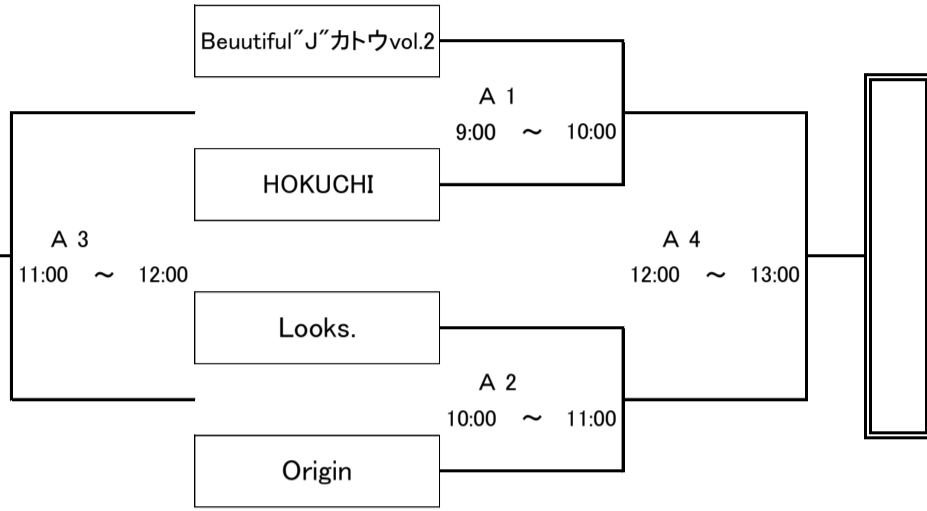 Beuutiful"J"カトウvol.2
A 1
9:00 ～ 10:00
HOKUCHI
A 3
11:00 ～ 12:00
A 4
12:00 ～ 13:00
Looks.
A 2
10:00 ～ 11:00
Origin